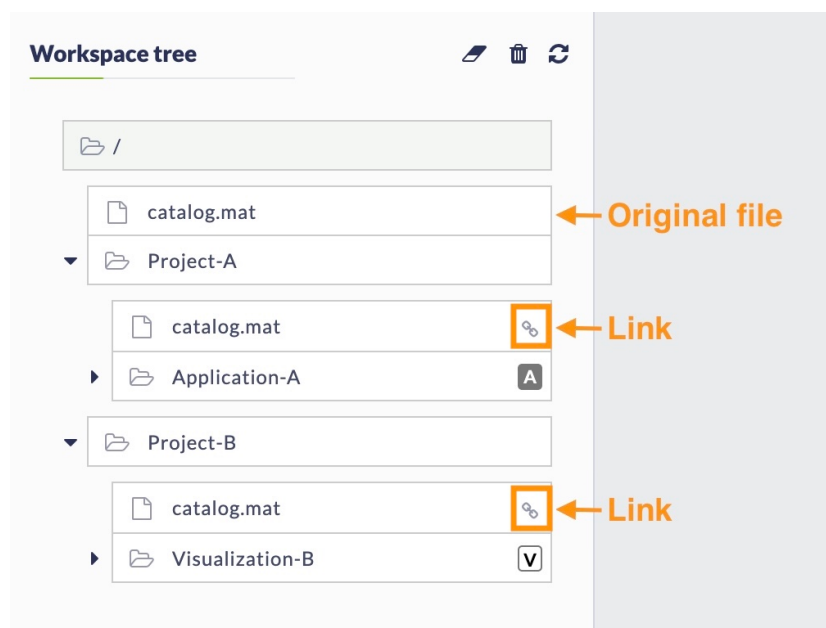 Workspace tree
/
catalog.mat
Original file
Project-A
catalog.mat
Link
Application-A
A
Project-B
catalog.mat
Link
Visualization-B
V